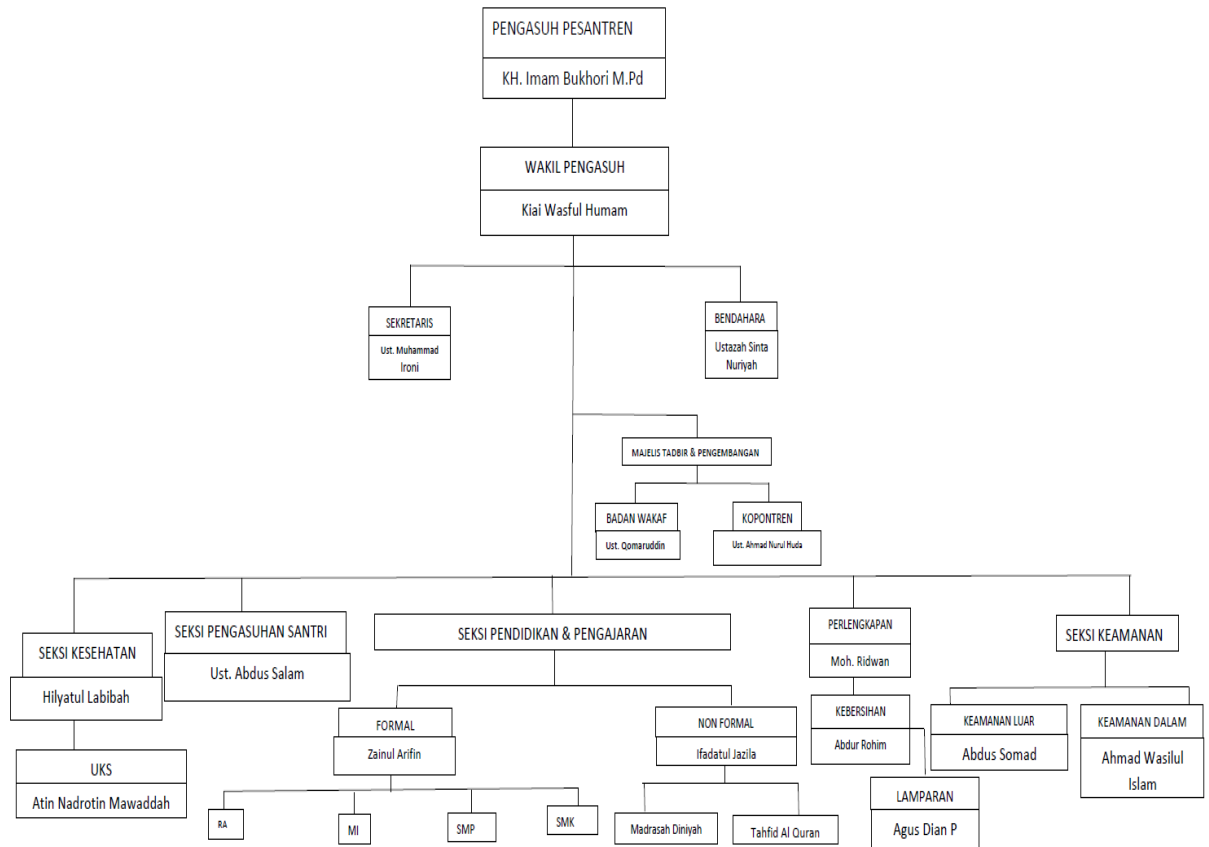 PENGASUH PESANTREN
KH. Imam Bukhori M.Pd
WAKIL PENGASUH
Kiai Wasful Humam
SEKRETARIS
Ust. Muhammad
Ironi
BENDAHARA
Ustazah Sinta
Nuriyah
MAJELIS TADBIR & PENGEMBANGAN
BADAN WAKAF
Ust. Qomaruddin
KOPONTREN
Ust. Ahmad Nurul Huda
SEKSI KESEHATAN
Hilyatul Labibah
UKS
Atin Nadrotin Mawaddah
SEKSI PENGASUHAN SANTRI
Ust. Abdus Salam
SEKSI PENDIDIKAN & PENGAJARAN
FORMAL
Zainul Arifin
RA
MI
SMP
SMK
NON FORMAL
Ifadatul Jazila
Madrasah Diniyah
Tahfid Al Quran
PERLENGKAPAN
Moh. Ridwan
KEBERSIHAN
Abdur Rohim
LAMPARAN
Agus Dian P
SEKSI KEAMANAN
KEAMANAN LUAR
Abdus Somad
KEAMANAN DALAM
Ahmad Wasilul
Islam